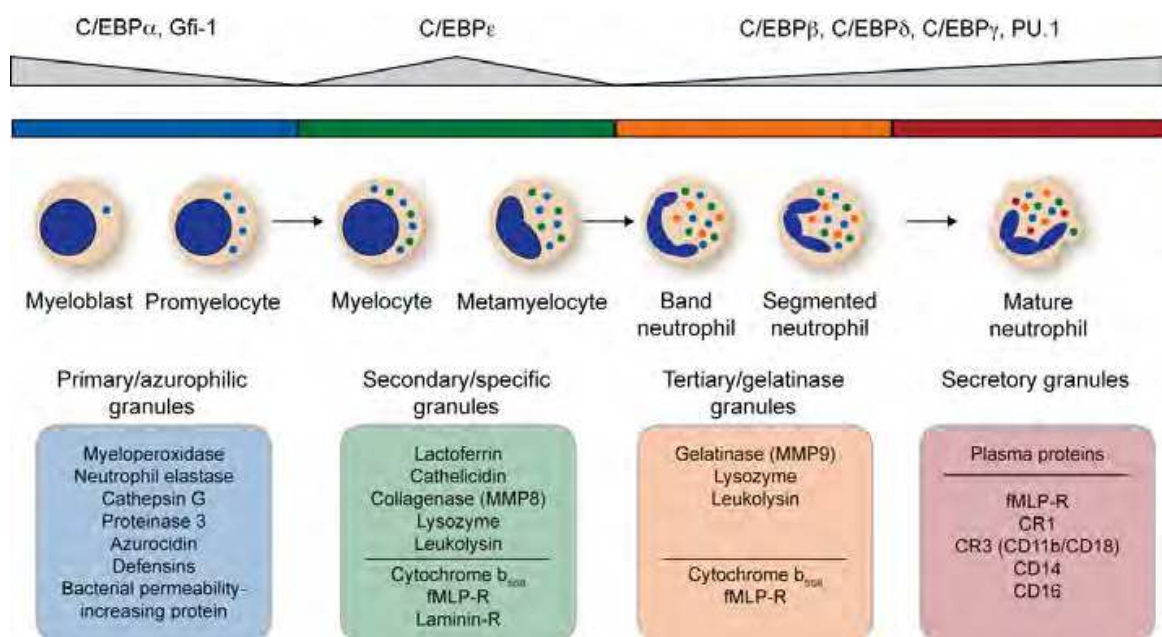 C/EBPα, Gfi-1
C/EBPε
C/EBPβ, C/EBPδ, C/EBPγ, PU.1
Myeloblast
Promyelocyte
Myelocyte
Metamyelocyte
Band
neutrophil
Segmented
neutrophil
Mature
neutrophil
Primary/azurophilic
granules
Myeloperoxidase
Neutrophil elastase
Cathepsin G
Proteinase 3
Azurocidin
Defensins
Bacterial permeability-
increasing protein
Secondary/specific
granules
Lactoferrin
Cathelicidin
Collagenase (MMP8)
Lysozyme
Leukolysin
Cytochrome b₅₅₈
fMLP-R
Laminin-R
Tertiary/gelatinase
granules
Gelatinase (MMP9)
Lysozyme
Leukolysin
Cytochrome b₅₅₈
fMLP-R
Secretory granules
Plasma proteins
fMLP-R
CR1
CR3 (CD11b/CD18)
CD14
CD16